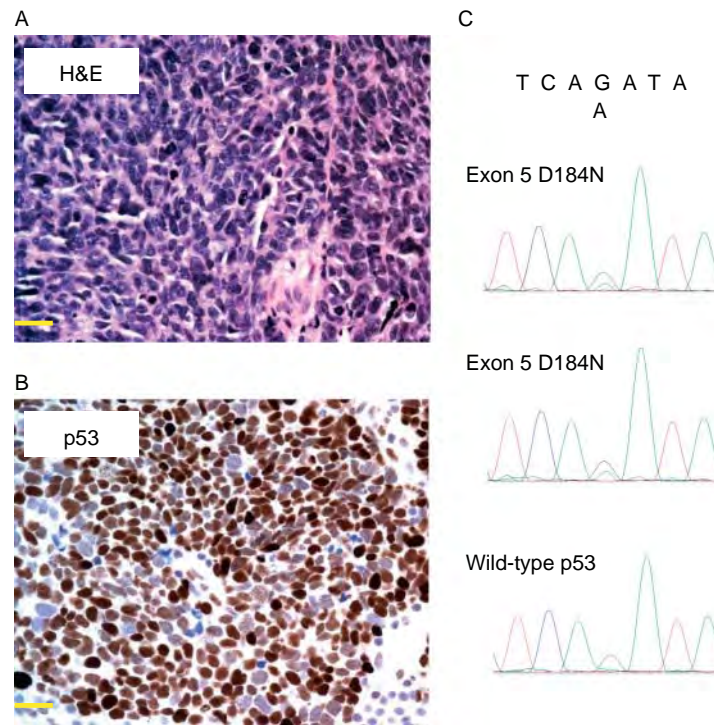 A
H&E
B
p53
C
T C A G A T A
A
Exon 5 D184N
Exon 5 D184N
Wild-type p53